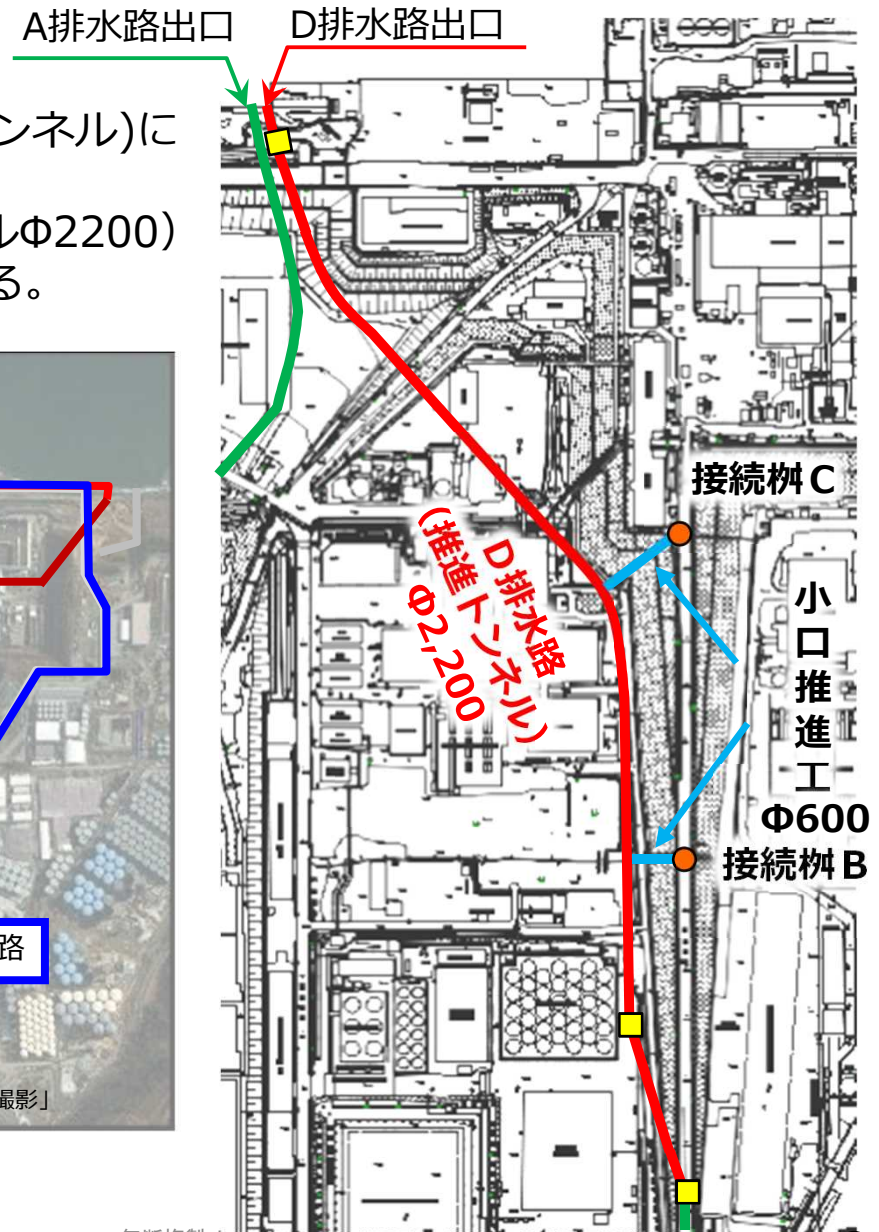 A排水路出口
D排水路出口
ンネル)に
ルΦ2200）
る。
接続桝C
D排水路
(推進トンネル)
Φ2,200
小口推進工
Φ600
接続桝B
路
撮影」